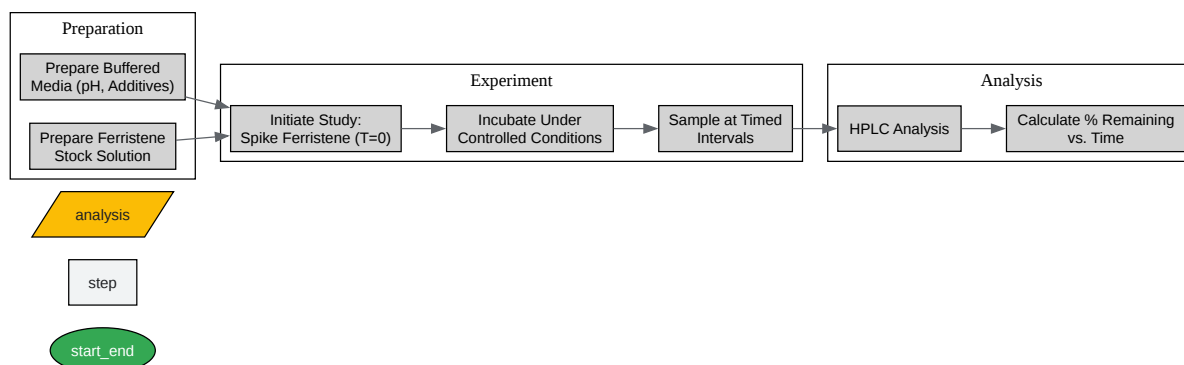 Preparation
Prepare Buffered
Media (pH, Additives)
Prepare Ferristene
Stock Solution
Experiment
Initiate Study:
Spike Ferristene (T=0)
Incubate Under
Controlled Conditions
Sample at Timed
Intervals
Analysis
HPLC Analysis
Calculate % Remaining
vs. Time
analysis
step
start_end